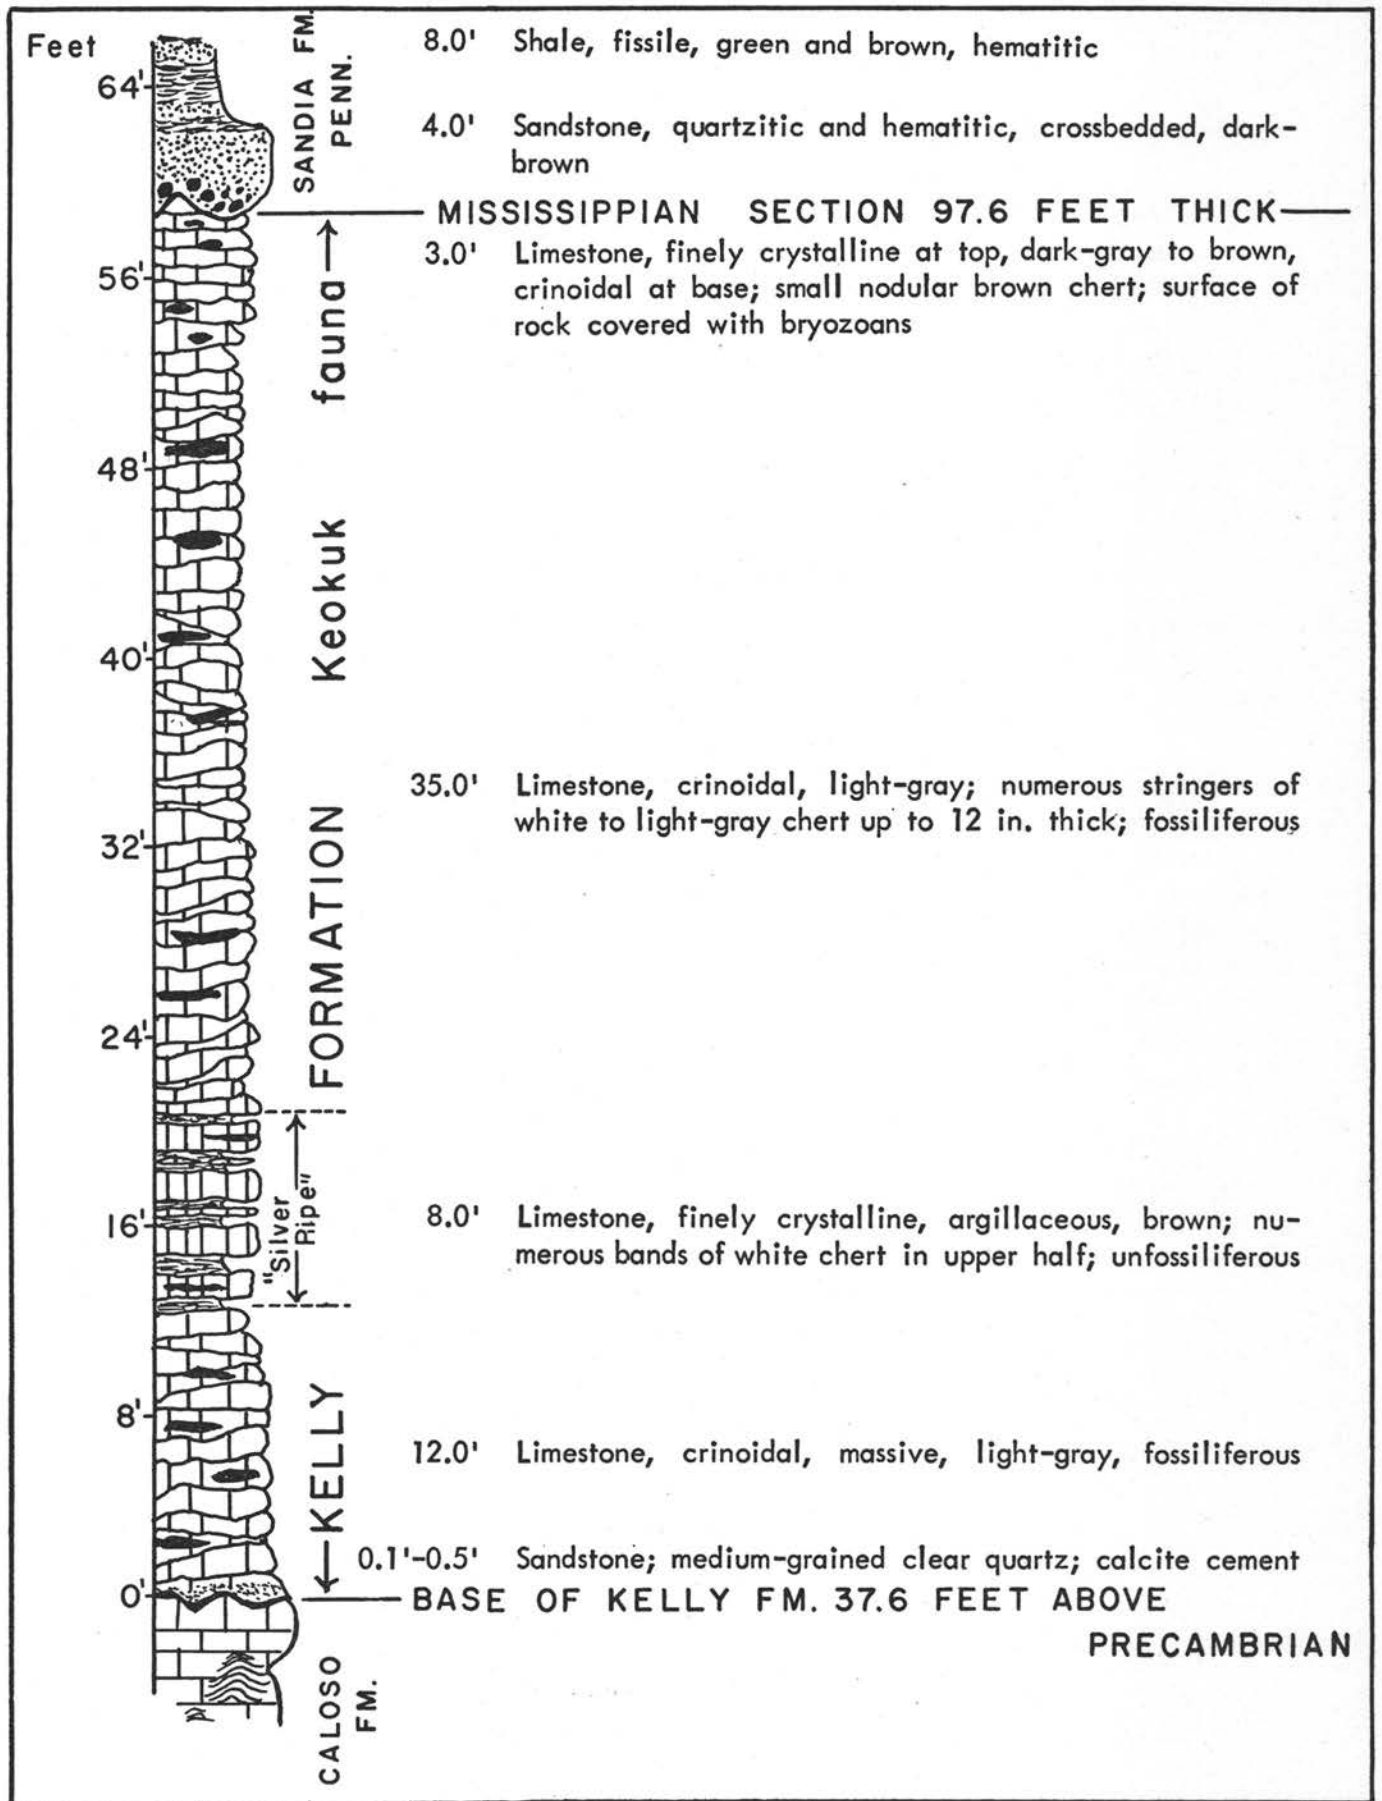 Feet
64'
56'
48'
40'
32'
24'
16'
8'
0'
SANDIA FM.
PENN.
8.0' Shale, fissile, green and brown, hematitic
4.0' Sandstone, quartzitic and hematitic, crossbedded, dark-
brown
MISSISSIPPIAN SECTION 97.6 FEET THICK
3.0' Limestone, finely crystalline at top, dark-gray to brown,
crinoidal at base; small nodular brown chert; surface of
rock covered with bryozoans
Keokuk fauna
35.0' Limestone, crinoidal, light-gray; numerous stringers of
white to light-gray chert up to 12 in. thick; fossiliferous
KELLY FORMATION
"Silver
Pipe"
8.0' Limestone, finely crystalline, argillaceous, brown; nu-
merous bands of white chert in upper half; unfossiliferous
12.0' Limestone, crinoidal, massive, light-gray, fossiliferous
0.1'-0.5' Sandstone; medium-grained clear quartz; calcite cement
BASE OF KELLY FM. 37.6 FEET ABOVE
PRECAMBRIAN
CALOSO
FM.